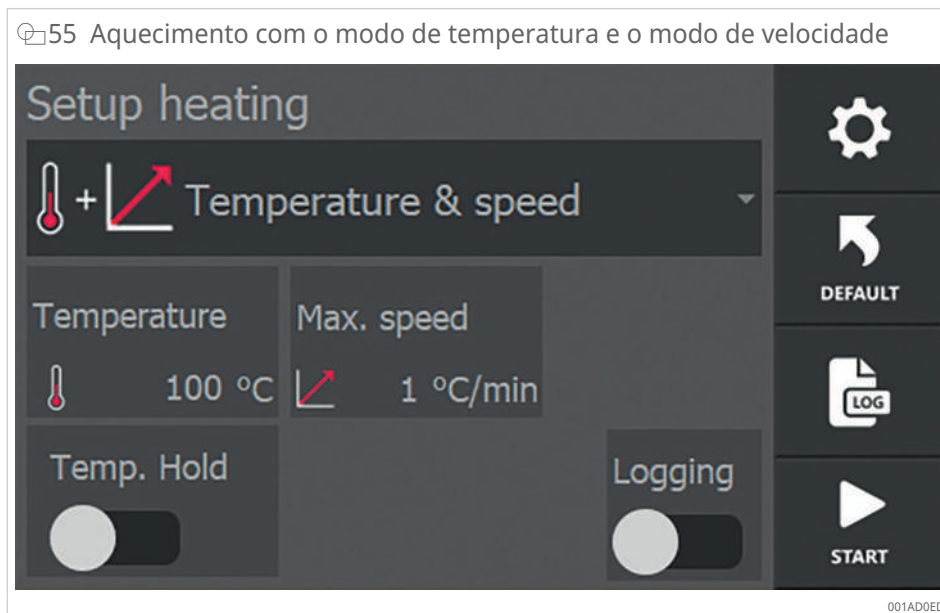 55 Aquecimento com o modo de temperatura e o modo de velocidade
Setup heating
+ Temperature & speed
DEFAULT
Temperature
Max. speed
100 °C
1 °C/min
LOG
Temp. Hold
Logging
START
001AD0ED